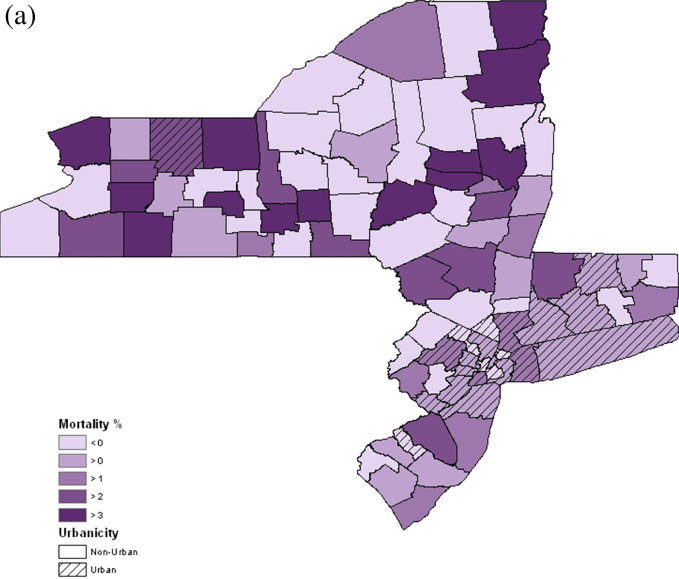 (a)
Mortality %
< 0
> 0
> 1
> 2
> 3
Urbanicity
Non-Urban
Urban